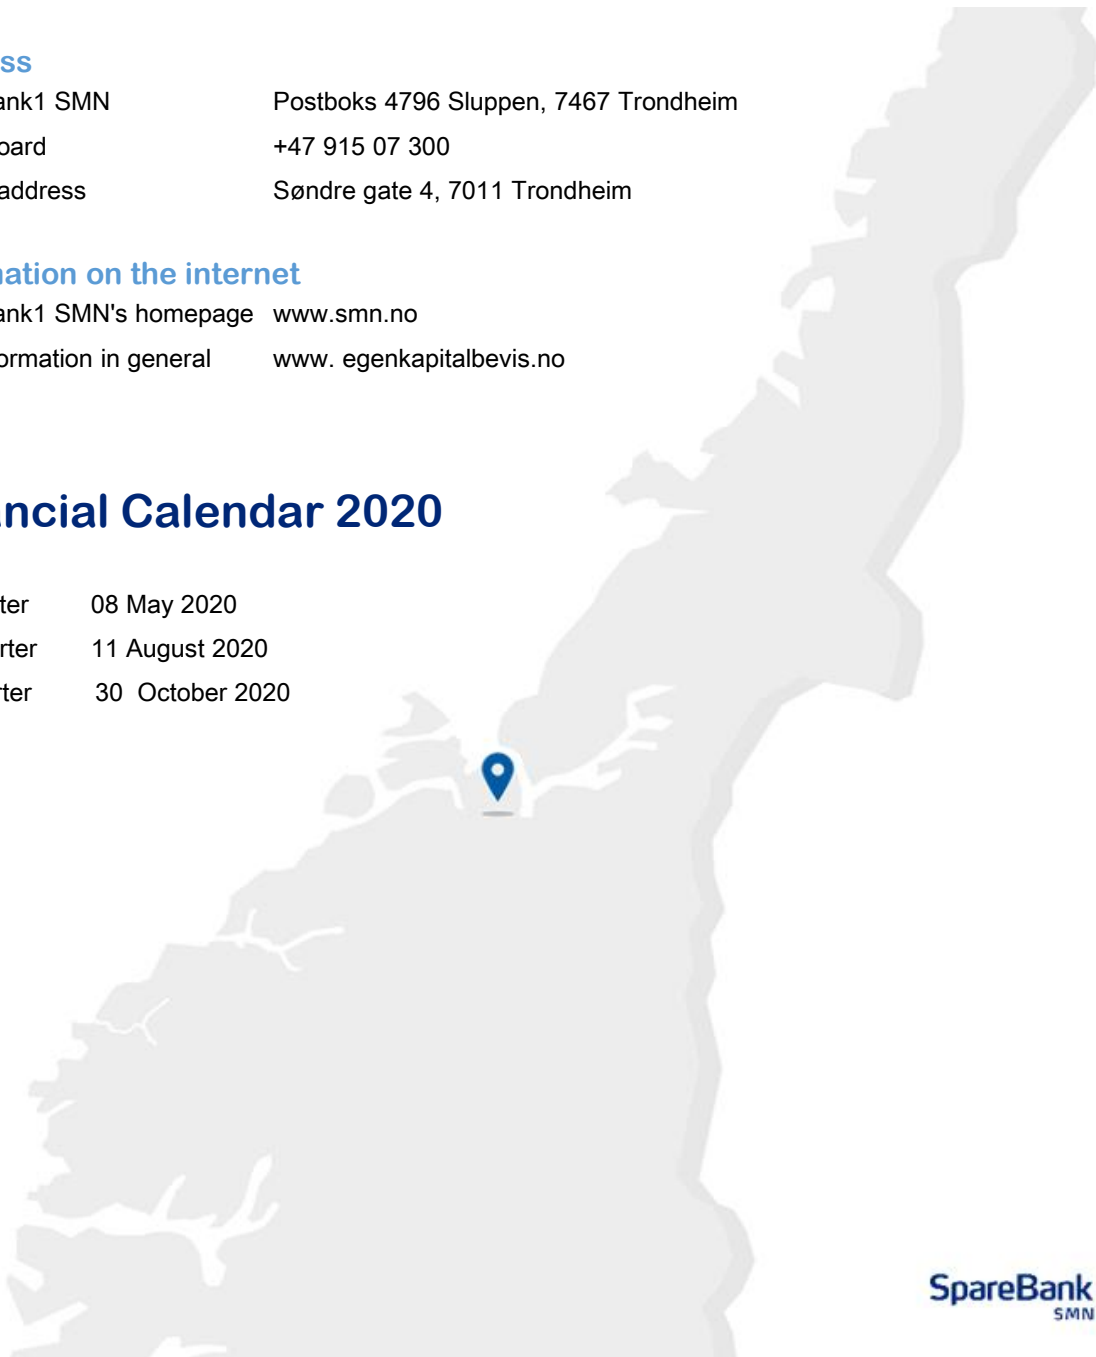 ss
ank1 SMN Postboks 4796 Sluppen, 7467 Trondheim
oard +47 915 07 300
address Søndre gate 4, 7011 Trondheim
nation on the internet
ank1 SMN's homepage www.smn.no
ormation in general www. egenkapitalbevis.no
ancial Calendar 2020
ter 08 May 2020
rter 11 August 2020
rter 30 October 2020
SpareBank
SMN